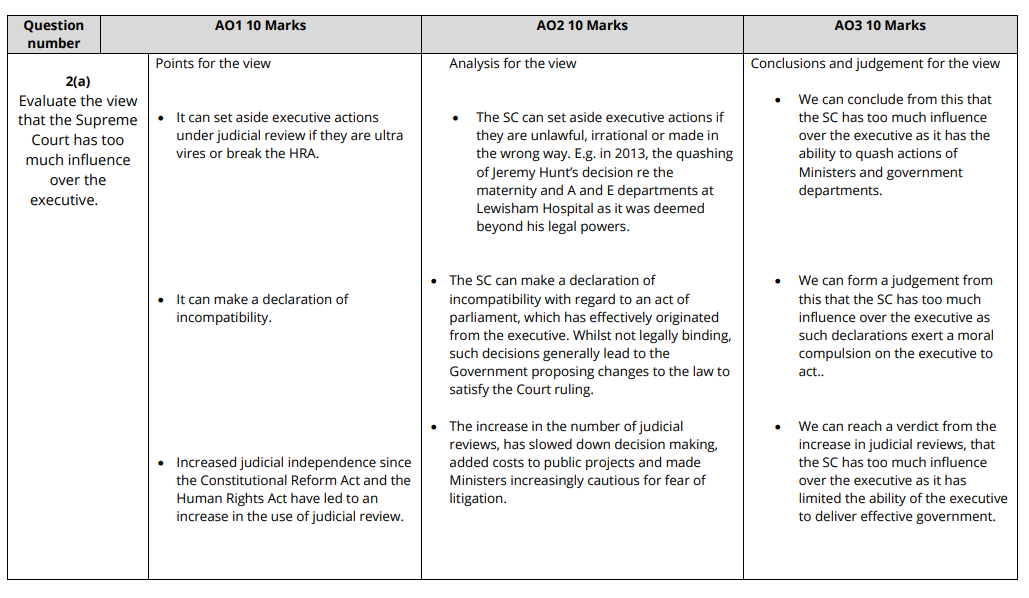 Question number
AO1 10 Marks
AO2 10 Marks
AO3 10 Marks
2(a)
Evaluate the view
that the Supreme
Court has too
much influence
over the
executive.
Points for the view
• It can set aside executive actions
under judicial review if they are ultra
vires or break the HRA.
• It can make a declaration of
incompatibility.
• Increased judicial independence since
the Constitutional Reform Act and the
Human Rights Act have led to an
increase in the use of judicial review.
Analysis for the view
• The SC can set aside executive actions if
they are unlawful, irrational or made in
the wrong way. E.g. in 2013, the quashing
of Jeremy Hunt's decision re the
maternity and A and E departments at
Lewisham Hospital as it was deemed
beyond his legal powers.
• The SC can make a declaration of
incompatibility with regard to an act of
parliament, which has effectively originated
from the executive. Whilst not legally binding,
such decisions generally lead to the
Government proposing changes to the law to
satisfy the Court ruling.
• The increase in the number of judicial
reviews, has slowed down decision making,
added costs to public projects and made
Ministers increasingly cautious for fear of
litigation.
Conclusions and judgement for the view
• We can conclude from this that
the SC has too much influence
over the executive as it has the
ability to quash actions of
Ministers and government
departments.
• We can form a judgement from
this that the SC has too much
influence over the executive as
such declarations exert a moral
compulsion on the executive to
act..
• We can reach a verdict from the
increase in judicial reviews, that
the SC has too much influence
over the executive as it has
limited the ability of the executive
to deliver effective government.